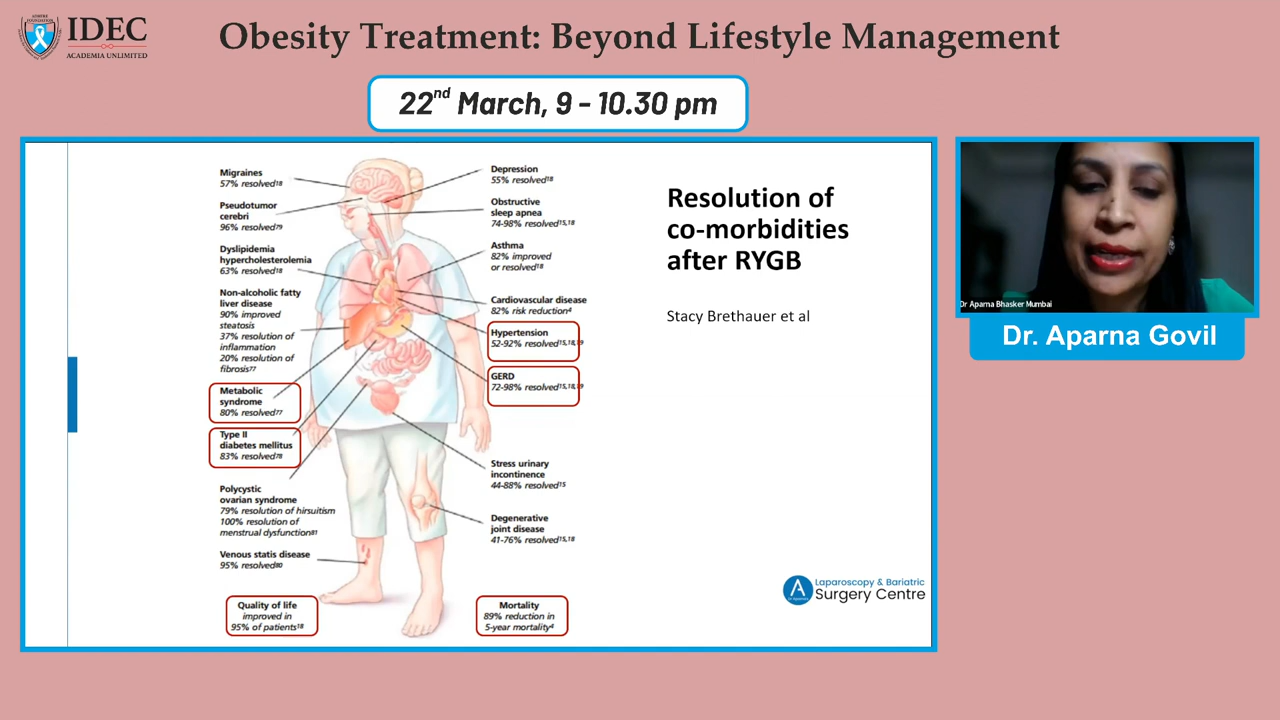 IDEC
ACADEMIA UNLIMITED
Obesity Treatment: Beyond Lifestyle Management
22nd March, 9 - 10.30 pm
Migraines
57% resolved18
Pseudotumor
cerebri
96% resolved79
Dyslipidemia
hypercholesterolemia
63% resolved18
Non-alcoholic fatty
liver disease
90% improved
steatosis
37% resolution of
inflammation
20% resolution of
fibrosis77
Metabolic
syndrome
80% resolved77
Type II
diabetes mellitus
83% resolved78
Polycystic
ovarian syndrome
79% resolution of hirsuitism
100% resolution of
menstrual dysfunction81
Venous statis disease
95% resolved80
Quality of life
improved in
95% of patients18
Depression
55% resolved18
Obstructive
sleep apnea
74-98% resolved15,18
Asthma
82% improved
or resolved18
Cardiovascular disease
82% risk reduction4
Hypertension
52-92% resolved15,18,19
GERD
72-98% resolved15,18,19
Stress urinary
incontinence
44-88% resolved15
Degenerative
joint disease
41-76% resolved15,18
Mortality
89% reduction in
5-year mortality4
Resolution of
co-morbidities
after RYGB
Stacy Brethauer et al
A
Laparoscopy & Bariatric
Surgery Centre
Dr Aparna Bhasker Mumbai
Dr. Aparna Govil